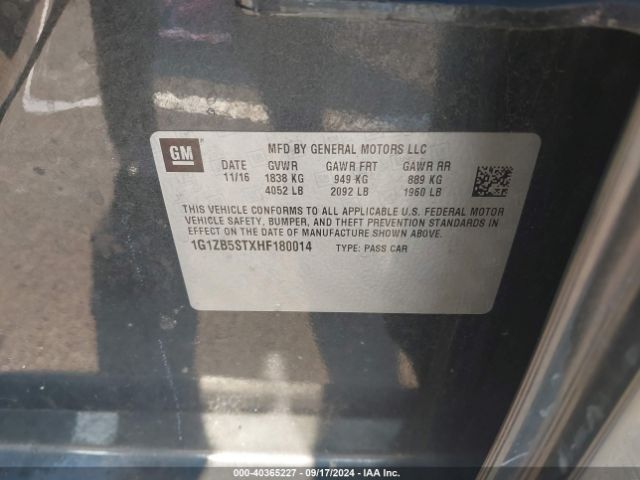 GM
MFD BY GENERAL MOTORS LLC
DATE GVWR GAWR FRT GAWR RR
11/16 1838 KG 949 KG 889 KG
4052 LB 2092 LB 1960 LB
THIS VEHICLE CONFORMS TO ALL APPLICABLE U.S. FEDERAL MOTOR
VEHICLE SAFETY, BUMPER, AND THEFT PREVENTION STANDARDS IN
EFFECT ON THE DATE OF MANUFACTURE SHOWN ABOVE.
1G1ZB5STXHF180014 TYPE: PASS CAR
000-40365227 - 09/17/2024 - IAA Inc.